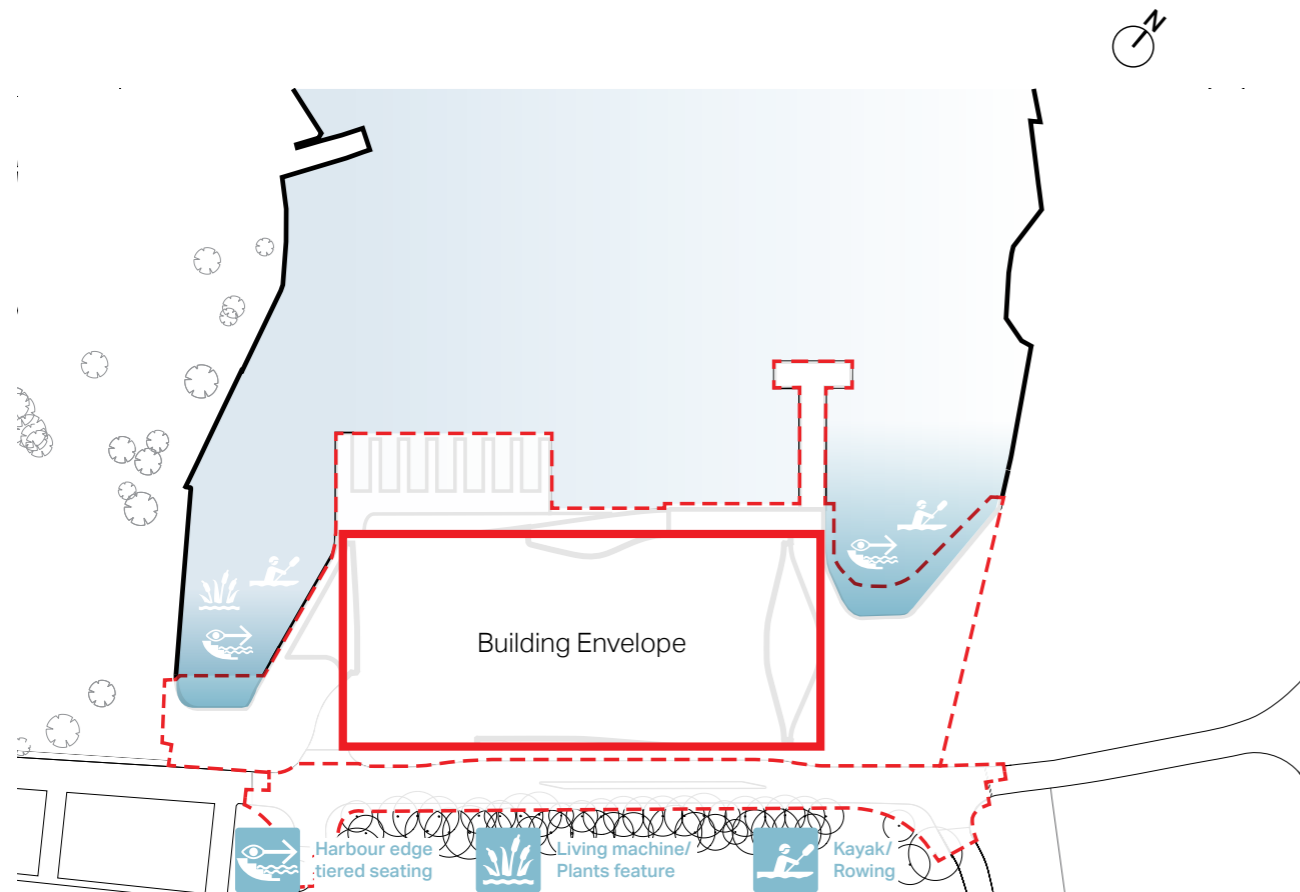 N
Building Envelope
Harbour edge
tiered seating
Living machine/
Plants feature
Kayak/
Rowing